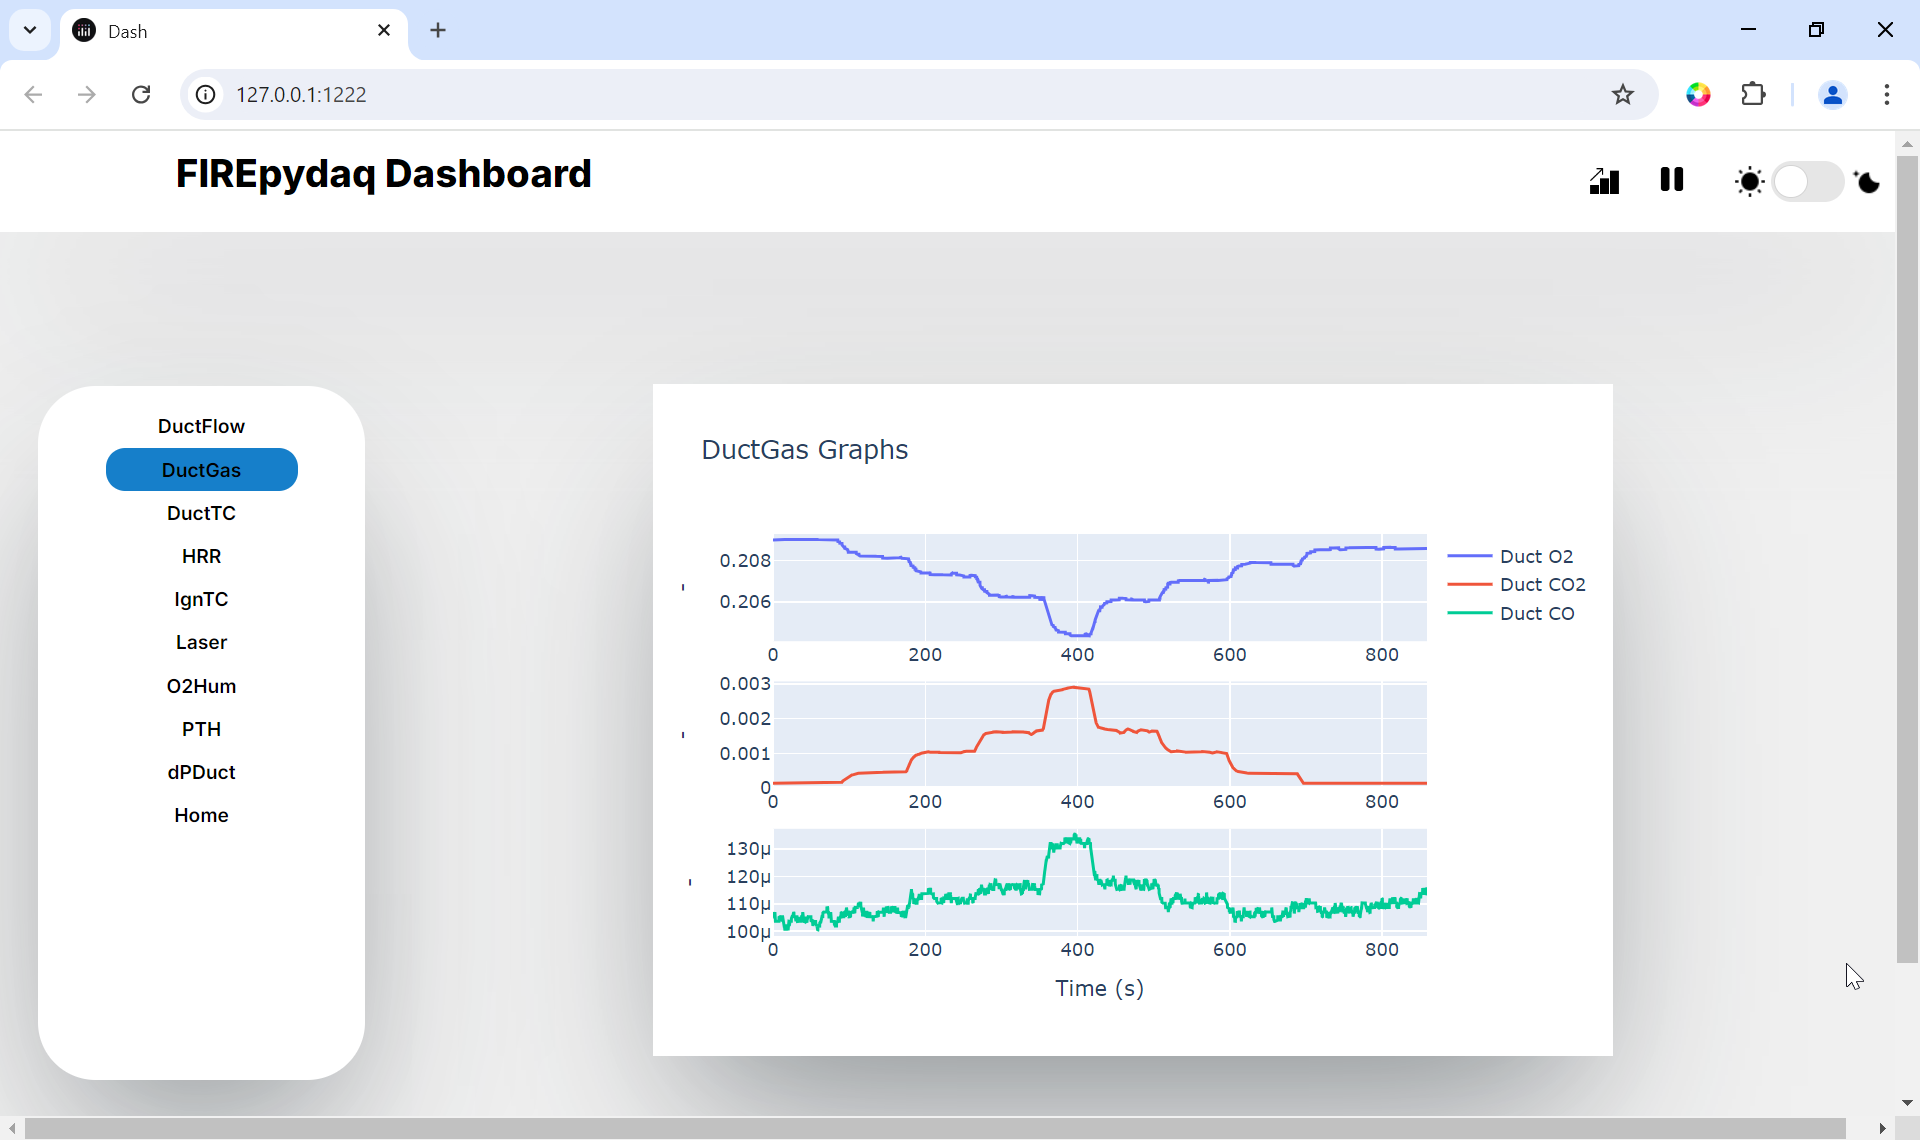 Dash
127.0.0.1:1222
FIREpydaq Dashboard
DuctFlow
DuctGas
DuctTC
HRR
IgnTC
Laser
O2Hum
PTH
dPDuct
Home
DuctGas Graphs
0.208
0.206
-
0 200 400 600 800
Duct O2
Duct CO2
Duct CO
0.003
0.002
0.001
0
-
0 200 400 600 800
130μ
120μ
110μ
100μ
-
0 200 400 600 800
Time (s)